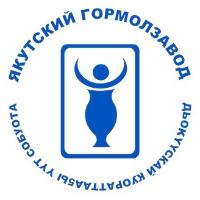 ЯКУТСКИЙ ГОРМОЛЗАВОД
ДЬОКУУСКАЙ КУОРАТТААҔЫ ҮҮТ СОБУОТА